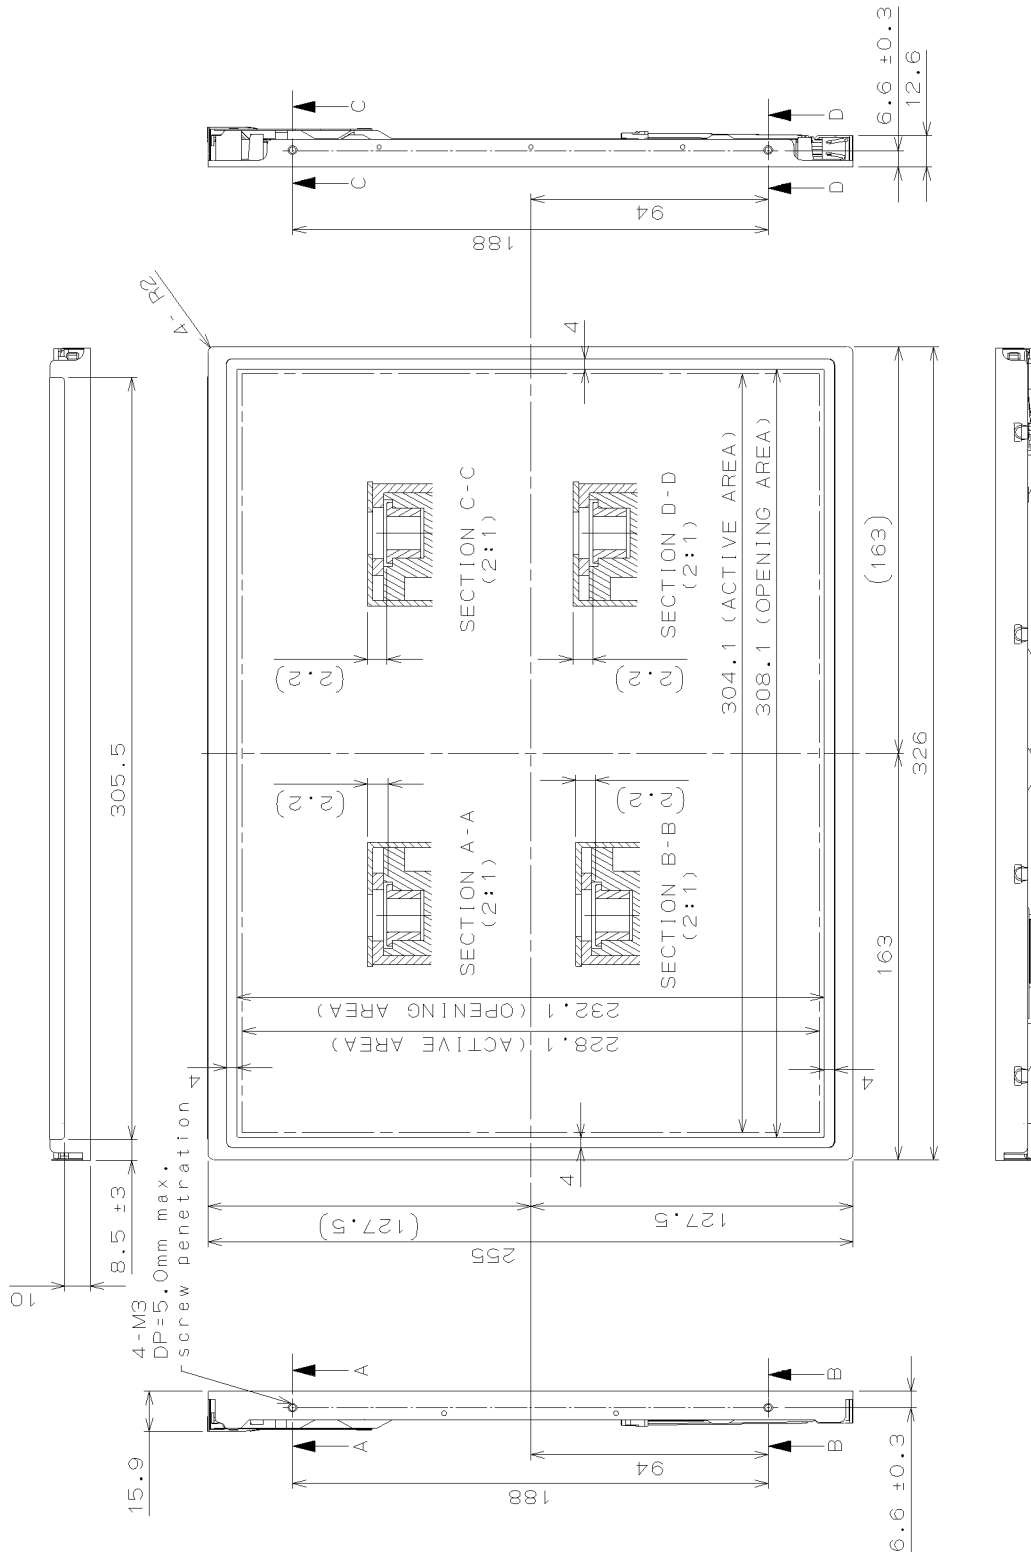 C
C
D
D
6.6 ±0.3
12.6
94
188
4- R2
4
305.5
8.5 ±3
10
SECTION C-C
(2:1)
(2.2)
SECTION D-D
(2:1)
(2.2)
304.1 (ACTIVE AREA)
308.1 (OPENING AREA)
(163)
326
163
SECTION A-A
(2:1)
(2.2)
SECTION B-B
(2:1)
(2.2)
232.1 (OPENING AREA)
228.1 (ACTIVE AREA)
4
4
4
(127.5)
127.5
255
4-M3
DP=5.0mm max.
screw penetration
A
A
B
B
15.9
94
188
6.6 ±0.3